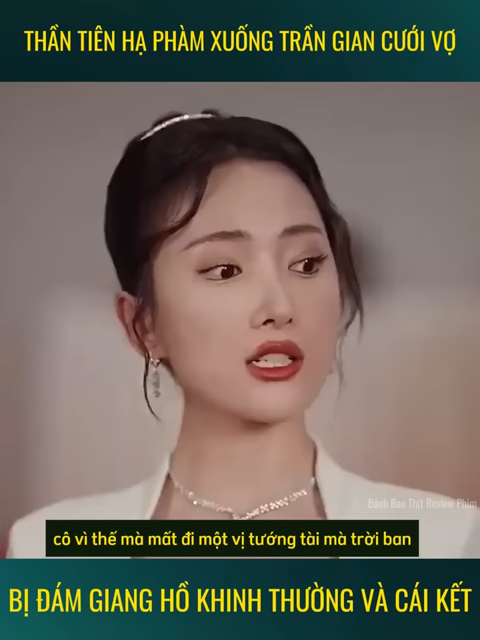 THẦN TIÊN HẠ PHÀM XUỐNG TRẦN GIAN CƯỚI VỢ
Bánh Bao Thịt Review Phim
cô vì thế mà mất đi một vị tướng tài mà trời ban
BỊ ĐÁM GIANG HỒ KHINH THƯỜNG VÀ CÁI KẾT